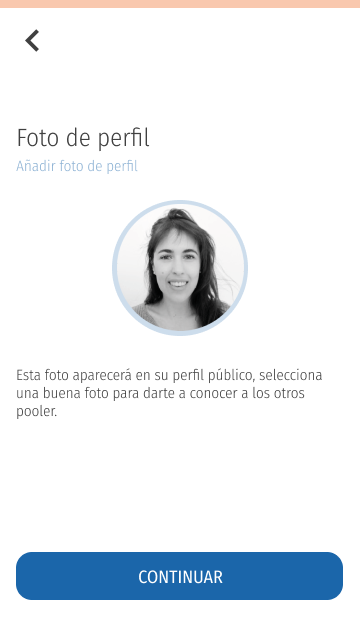 Foto de perfil
Añadir foto de perfil
Esta foto aparecerá en su perfil público, selecciona
una buena foto para darte a conocer a los otros
pooler.
CONTINUAR